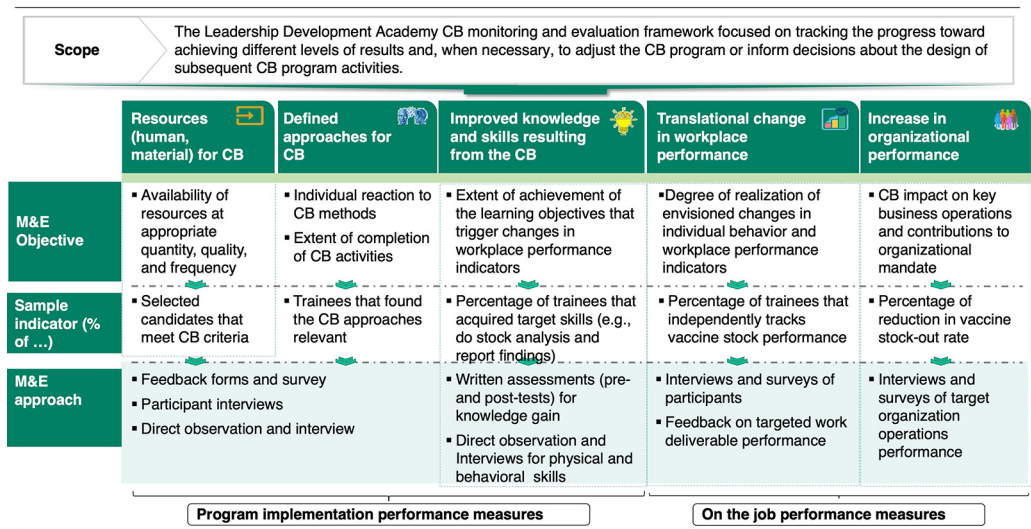 Scope
The Leadership Development Academy CB monitoring and evaluation framework focused on tracking the progress toward
achieving different levels of results and, when necessary, to adjust the CB program or inform decisions about the design of
subsequent CB program activities.
Resources
(human,
material) for CB
Defined
approaches for
CB
Improved knowledge
and skills resulting
from the CB
Translational change
in workplace
performance
Increase in
organizational
performance
M&E
Objective
▪ Availability of
resources at
appropriate
quantity, quality,
and frequency
▪ Individual reaction to
CB methods
▪ Extent of completion
of CB activities
▪ Extent of achievement of
the learning objectives that
trigger changes in
workplace performance
indicators
▪ Degree of realization of
envisioned changes in
individual behavior and
workplace performance
indicators
▪ CB impact on key
business operations
and contributions to
organizational
mandate
Sample
indicator (%
of ...)
▪ Selected
candidates that
meet CB criteria
▪ Trainees that found
the CB approaches
relevant
▪ Percentage of trainees that
acquired target skills (e.g.,
do stock analysis and
report findings)
▪ Percentage of trainees that
independently tracks
vaccine stock performance
▪ Percentage of
reduction in vaccine
stock-out rate
M&E
approach
▪ Feedback forms and survey
▪ Participant interviews
▪ Direct observation and interview
▪ Written assessments (pre-
and post-tests) for
knowledge gain
▪ Direct observation and
Interviews for physical and
behavioral skills
▪ Interviews and surveys of
participants
▪ Feedback on targeted work
deliverable performance
▪ Interviews and
surveys of target
organization
operations
performance
Program implementation performance measures
On the job performance measures